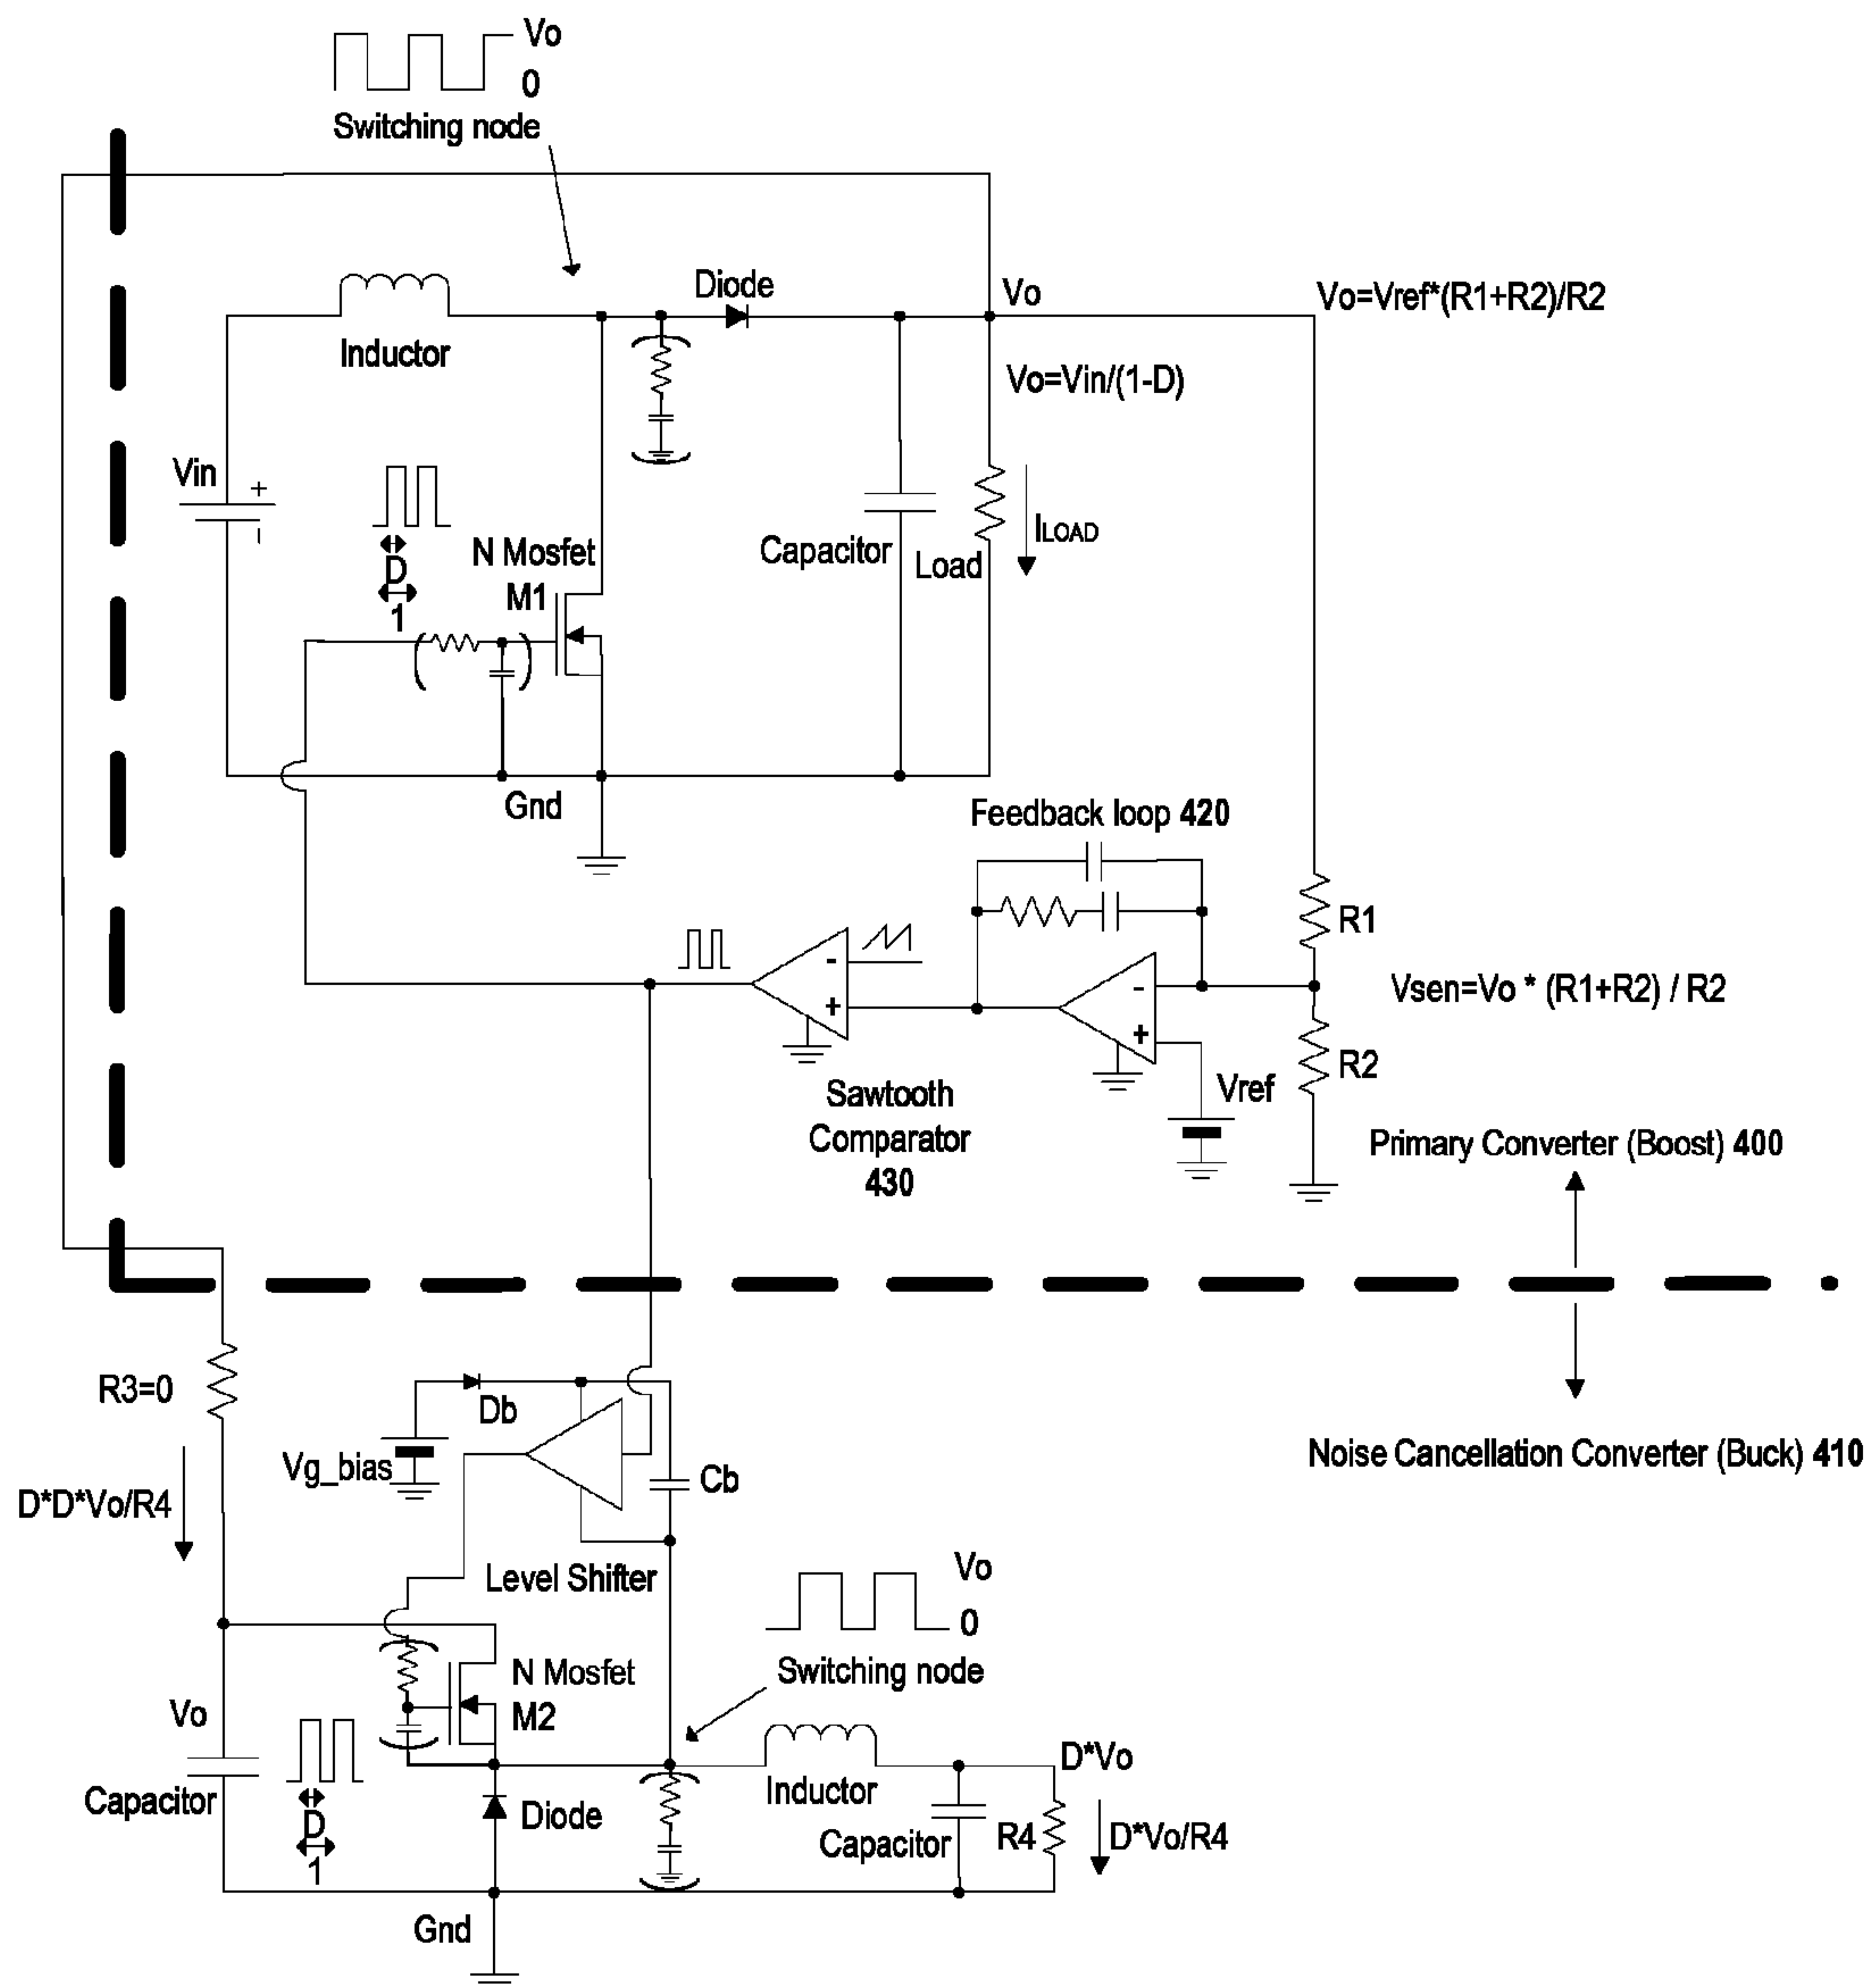 Vo
0
Switching node
Diode
Vo
Vo=Vref*(R1+R2)/R2
Inductor
Vo=Vin/(1-D)
Vin
+
-
N Mosfet
M1
D
1
Capacitor
Load
ILOAD
Gnd
Feedback loop 420
R1
-
+
-
+
Vsen=Vo * (R1+R2) / R2
R2
Vref
Sawtooth
Comparator
430
Primary Converter (Boost) 400
R3=0
Db
Vg_bias
Cb
Noise Cancellation Converter (Buck) 410
D*D*Vo/R4
Level Shifter
Vo
0
Switching node
N Mosfet
M2
Vo
Capacitor
D
1
Diode
Inductor
D*Vo
Capacitor
R4
D*Vo/R4
Gnd